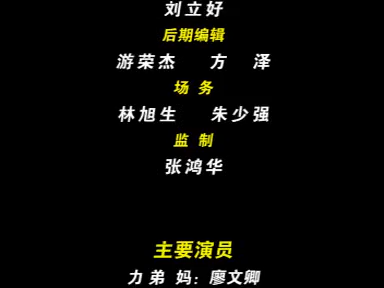 刘立好
后期编辑
游荣杰 方 泽
场 务
林旭生 朱少强
监 制
张鸿华
主要演员
力 弟 妈：廖文卿